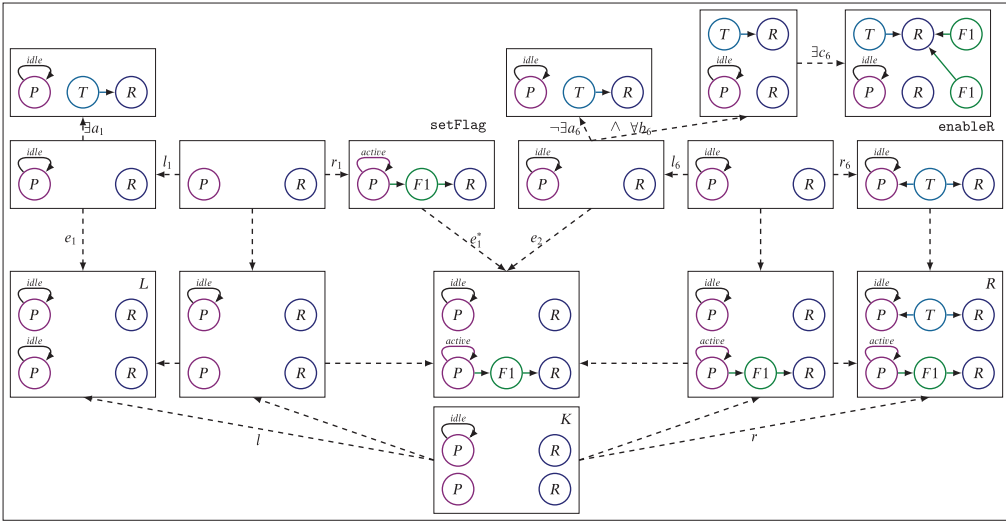 T R ∃c₆ T R F1
idle idle idle idle
P T R P T R P R P R F1
∃a₁ setFlag ¬∃a₆ ∧ ∀b₆ enableR
idle l₁ r₁ active idle l₆ idle r₆ idle
P R P R P F1 R P R P R P T R
e₁ e₁* e₂
idle L idle idle idle idle R
P R P R P R P R P T R
idle active active active
P R P R P F1 R P F1 R P F1 R
idle K
P R
l r
P R